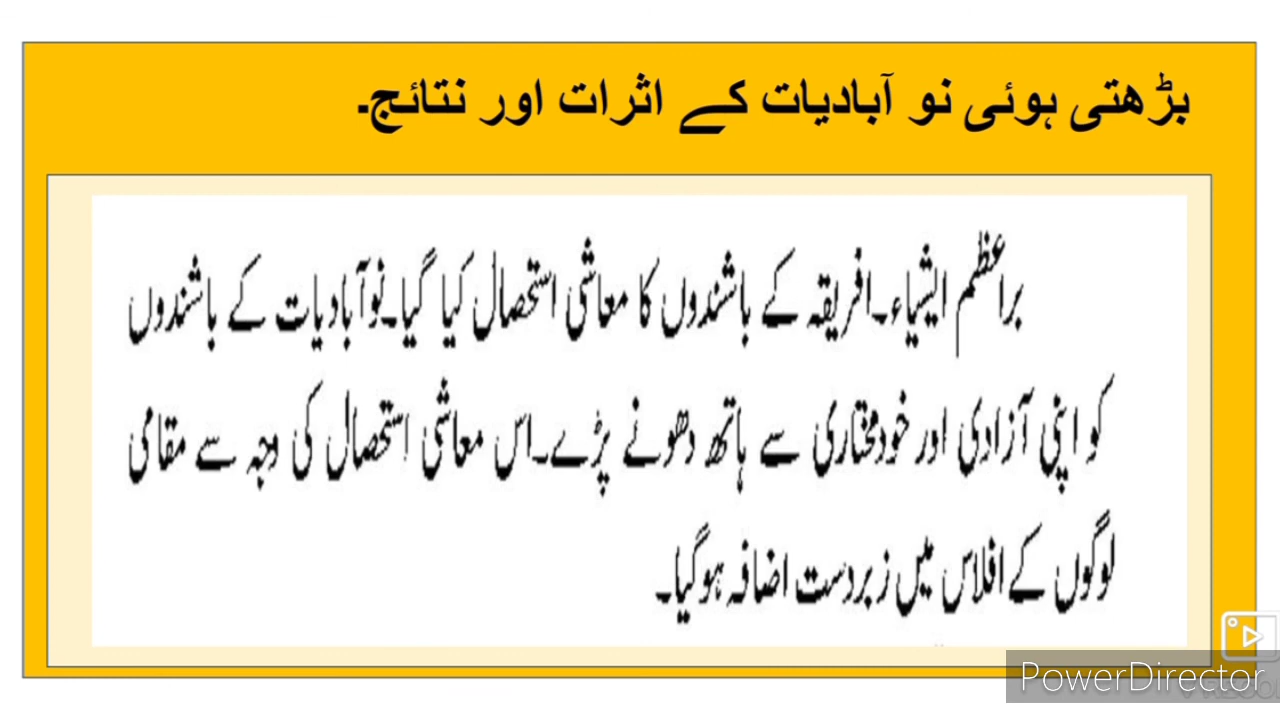 بڑھتی ہوئی نو آبادیات کے اثرات اور نتائج۔
براعظم ایشیاء۔افریقہ کے باشندوں کا معاشی استحصال کیا گیا۔نوآبادیات کے باشندوں
کو اپنی آزادی اور خودمختاری سے ہاتھ دھونے پڑے۔اس معاشی استحصال کی وجہ سے مقامی
لوگوں کے افلاس میں زبردست اضافہ ہوگیا۔
PowerDirector